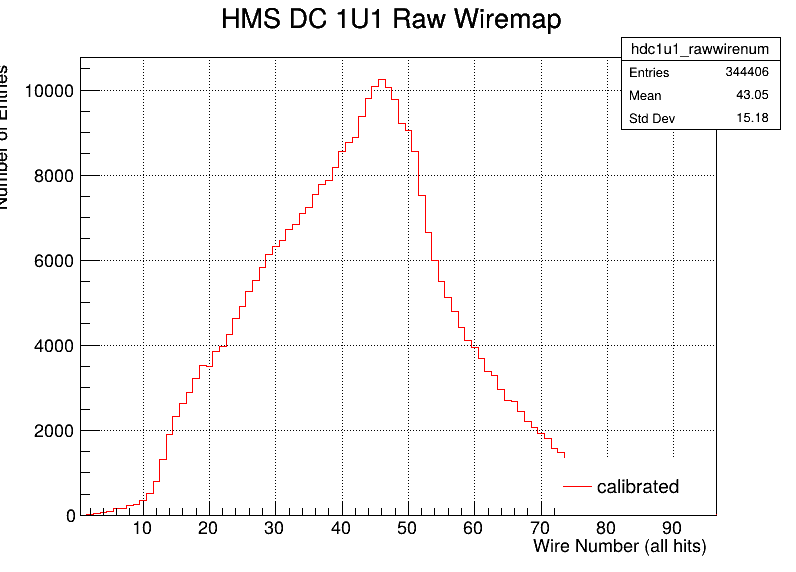 HMS DC 1U1 Raw Wiremap
hdc1u1_rawwirenum
Entries 344406
Mean 43.05
Std Dev 15.18
Number of Entries
10000
8000
6000
4000
2000
0
calibrated
10 20 30 40 50 60 70 80 90
Wire Number (all hits)